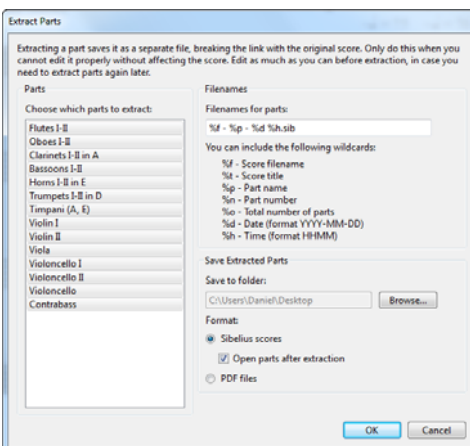 Extract Parts
Extracting a part saves it as a separate file, breaking the link with the original score. Only do this when you
cannot edit it properly without affecting the score. Edit as much as you can before extraction, in case you
need to extract parts again later.
Parts
Choose which parts to extract:
Flutes I-II
Oboes I-II
Clarinets I-II in A
Bassoons I-II
Horns I-II in E
Trumpets I-II in D
Timpani (A, E)
Violin I
Violin II
Viola
Violoncello I
Violoncello II
Violoncello
Contrabass
Filenames
Filenames for parts:
%f - %p - %d %h.sib
You can include the following wildcards:
%f - Score filename
%t - Score title
%p - Part name
%n - Part number
%o - Total number of parts
%d - Date (format YYYY-MM-DD)
%h - Time (format HHMM)
Save Extracted Parts
Save to folder:
C:\Users\Daniel\Desktop
Browse...
Format:
Sibelius scores
Open parts after extraction
PDF files
OK
Cancel